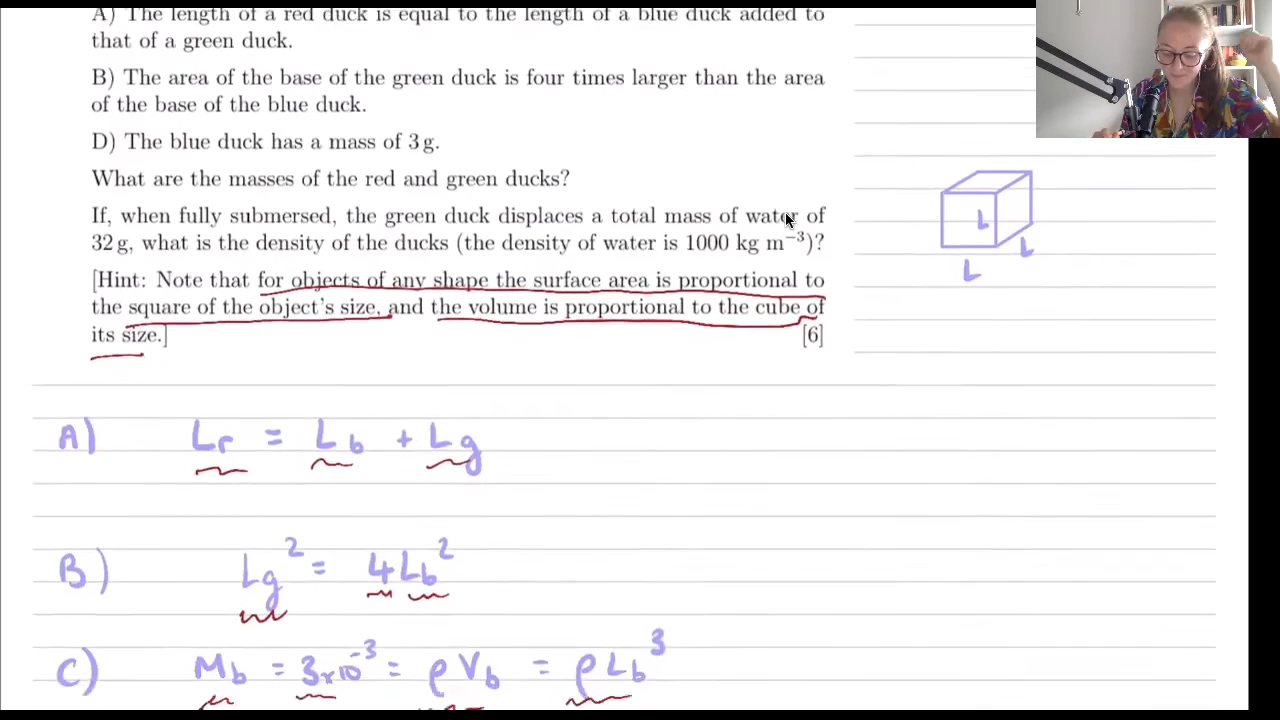 A) The length of a red duck is equal to the length of a blue duck added to
that of a green duck.
B) The area of the base of the green duck is four times larger than the area
of the base of the blue duck.
D) The blue duck has a mass of 3 g.
What are the masses of the red and green ducks?
If, when fully submersed, the green duck displaces a total mass of water of
32 g, what is the density of the ducks (the density of water is 1000 kg m⁻³)?
[Hint: Note that for objects of any shape the surface area is proportional to
the square of the object's size, and the volume is proportional to the cube of
its size.] [6]
L
L
L
A) Lr = Lb + Lg
B) Lg² = 4Lb²
C) Mb = 3x10⁻³ = ρVb = ρLb³